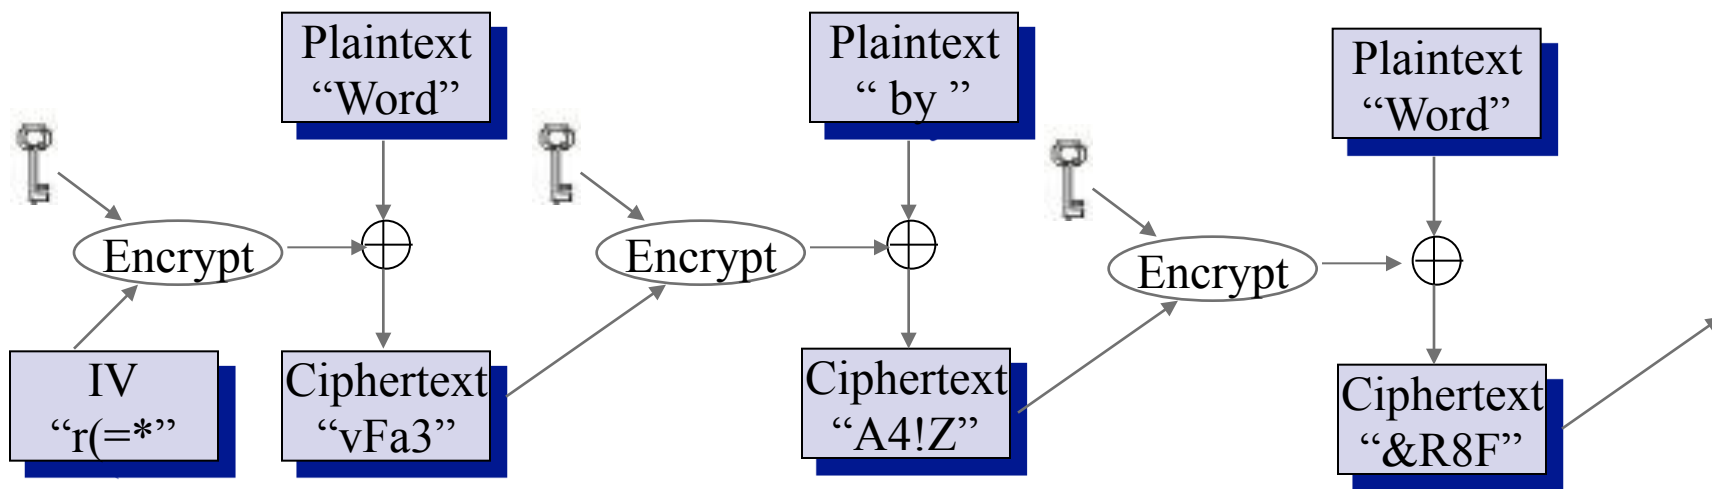 Plaintext
“Word”
Plaintext
“ by ”
Plaintext
“Word”
Encrypt
Encrypt
Encrypt
IV
“r(=*”
Ciphertext
“vFa3”
Ciphertext
“A4!Z”
Ciphertext
“&R8F”